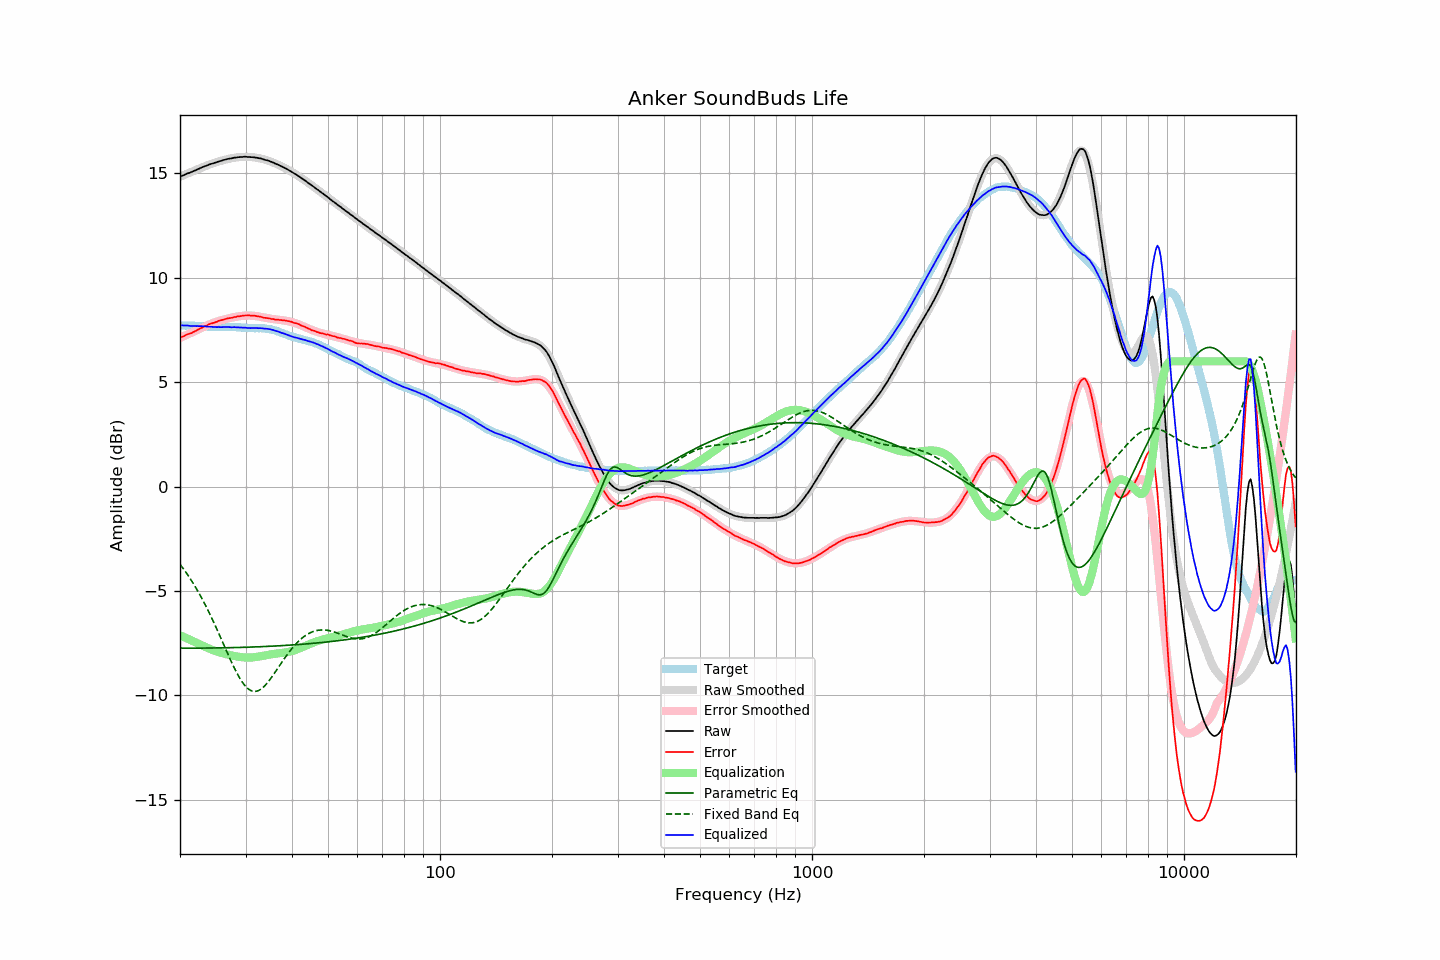 Anker SoundBuds Life
Amplitude (dBr)
15
10
5
0
−5
−10
−15
Target
Raw Smoothed
Error Smoothed
Raw
Error
Equalization
Parametric Eq
Fixed Band Eq
Equalized
100 1000 10000
Frequency (Hz)